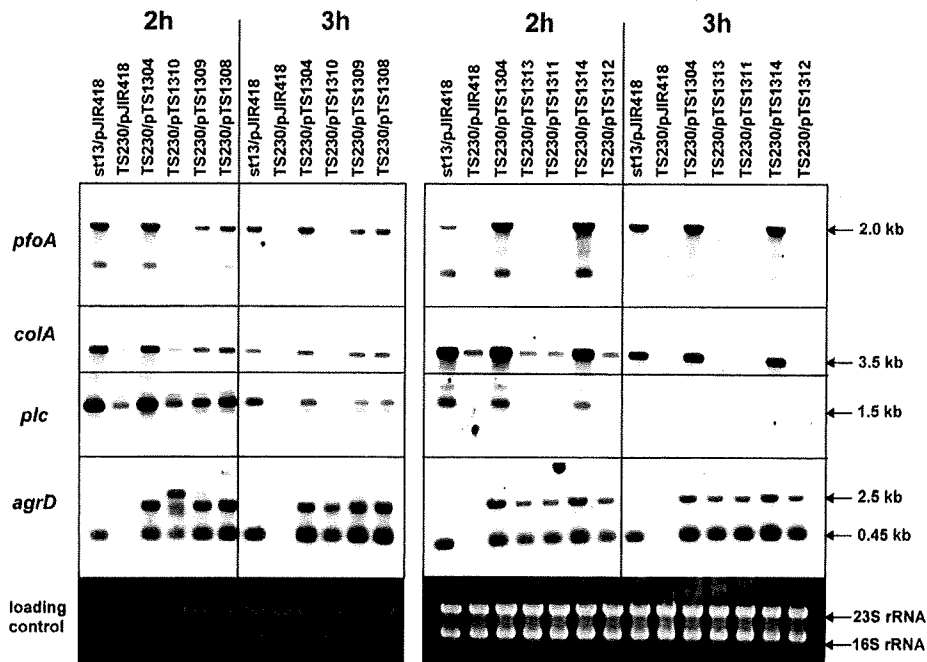 2h 3h 2h 3h
st13/pJIR418
TS230/pJIR418
TS230/pTS1304
TS230/pTS1310
TS230/pTS1309
TS230/pTS1308
st13/pJIR418
TS230/pJIR418
TS230/pTS1304
TS230/pTS1310
TS230/pTS1309
TS230/pTS1308
st13/pJIR418
TS230/pJIR418
TS230/pTS1304
TS230/pTS1313
TS230/pTS1311
TS230/pTS1314
TS230/pTS1312
st13/pJIR418
TS230/pJIR418
TS230/pTS1304
TS230/pTS1313
TS230/pTS1311
TS230/pTS1314
TS230/pTS1312
pfoA
2.0 kb
colA
3.5 kb
plc
1.5 kb
agrD
2.5 kb
0.45 kb
loading
control
23S rRNA
16S rRNA